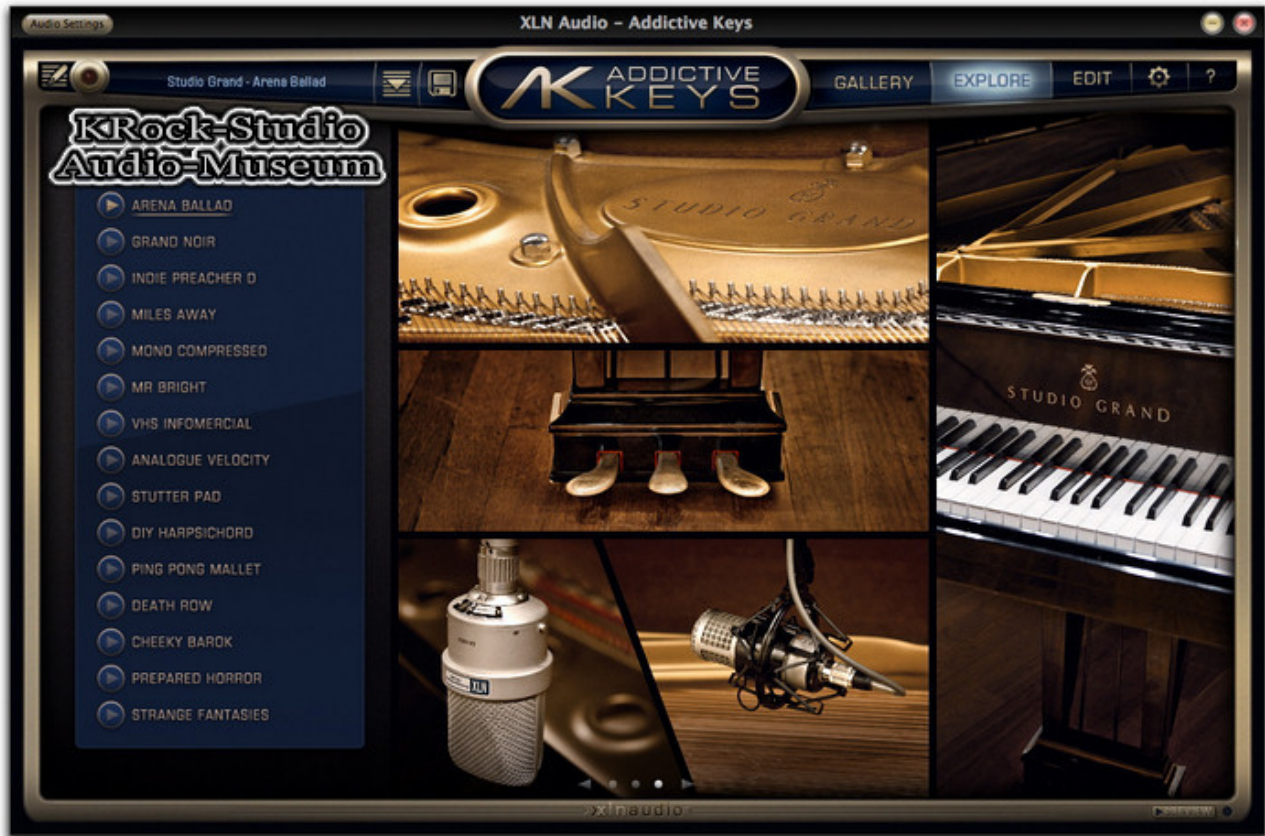 Audio Settings
XLN Audio – Addictive Keys
Studio Grand - Arena Ballad
AK ADDICTIVE KEYS
GALLERY
EXPLORE
EDIT
?
KRock-Studio
Audio-Museum
ARENA BALLAD
GRAND NOIR
INDIE PREACHER D
MILES AWAY
MONO COMPRESSED
MR BRIGHT
VHS INFOMERCIAL
ANALOGUE VELOCITY
STUTTER PAD
DIY HARPSICHORD
PING PONG MALLET
DEATH ROW
CHEEKY BAROK
PREPARED HORROR
STRANGE FANTASIES
STUDIO GRAND
STUDIO GRAND
XLN
xlnaudio
PREVIEW